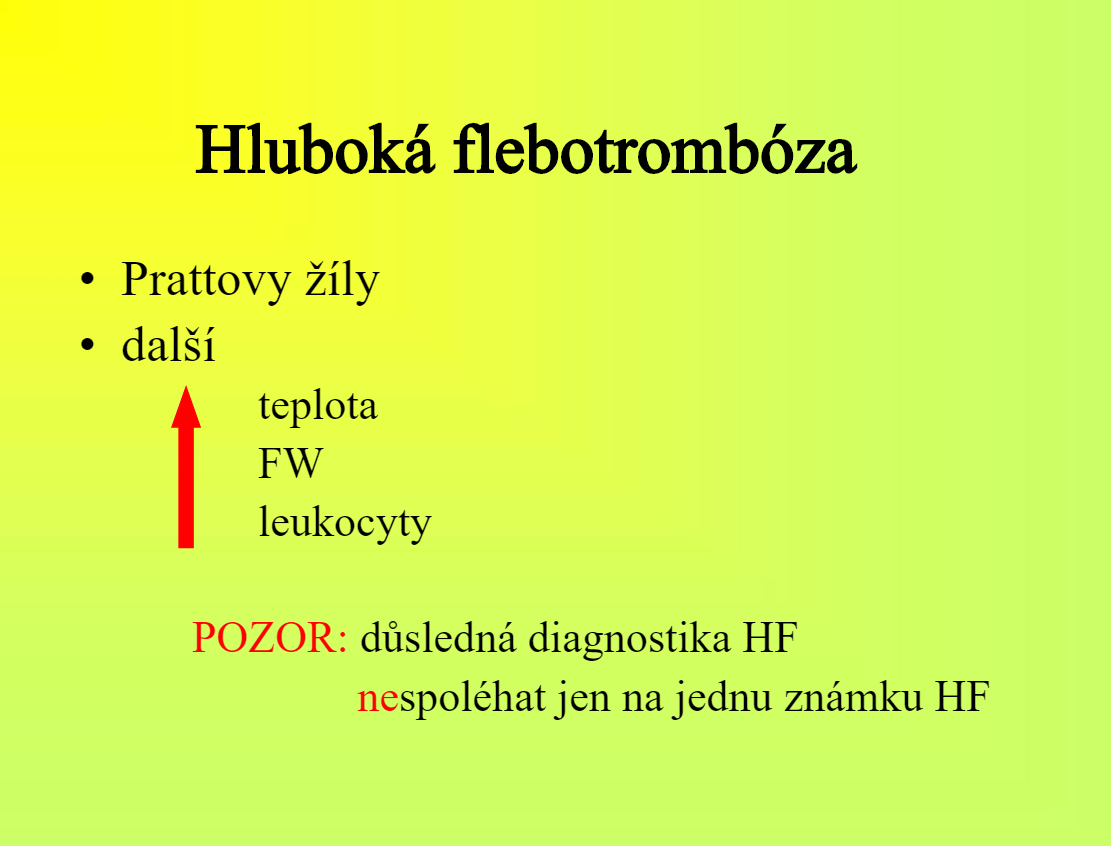 Hluboká flebotrombóza
• Prattovy žíly
• další
teplota
FW
leukocyty
POZOR: důsledná diagnostika HF
nespoléhat jen na jednu známku HF